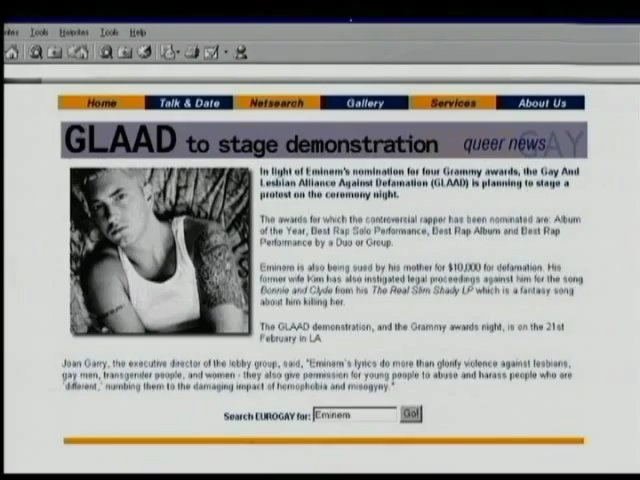 Tools Help Tools Help
Home Talk & Date Netsearch Gallery Services About Us
GLAAD to stage demonstration queer news GAY
In light of Eminem's nomination for four Grammy awards, the Gay And
Lesbian Alliance Against Defamation (GLAAD) is planning to stage a
protest on the ceremony night.
The awards for which the controversial rapper has been nominated are: Album
of the Year, Best Rap Solo Performance, Best Rap Album and Best Rap
Performance by a Duo or Group.
Eminem is also being sued by his mother for $10,000 for defamation. His
former wife Kim has also instigated legal proceedings against him for the song
Bonnie and Clyde from his The Real Slim Shady LP which is a fantasy song
about him killing her.
The GLAAD demonstration, and the Grammy awards night, is on the 21st
February in LA
Joan Garry, the executive director of the lobby group, said, "Eminem's lyrics do more than glorify violence against lesbians,
gay men, transgender people, and women - they also give permission for young people to abuse and harass people who are
'different,' numbing them to the damaging impact of homophobia and misogyny."
Search EUROGAY for: Eminem Go!